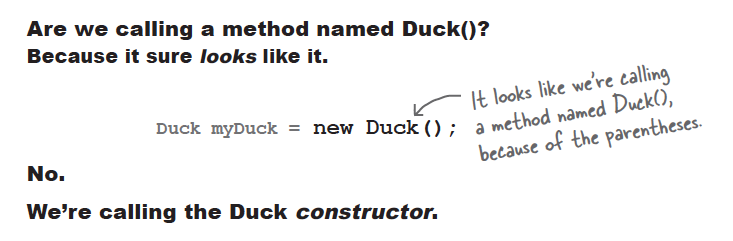 Are we calling a method named Duck()?
Because it sure looks like it.
It looks like we're calling
a method named Duck(),
because of the parentheses.
Duck myDuck = new Duck();
No.
We're calling the Duck constructor.